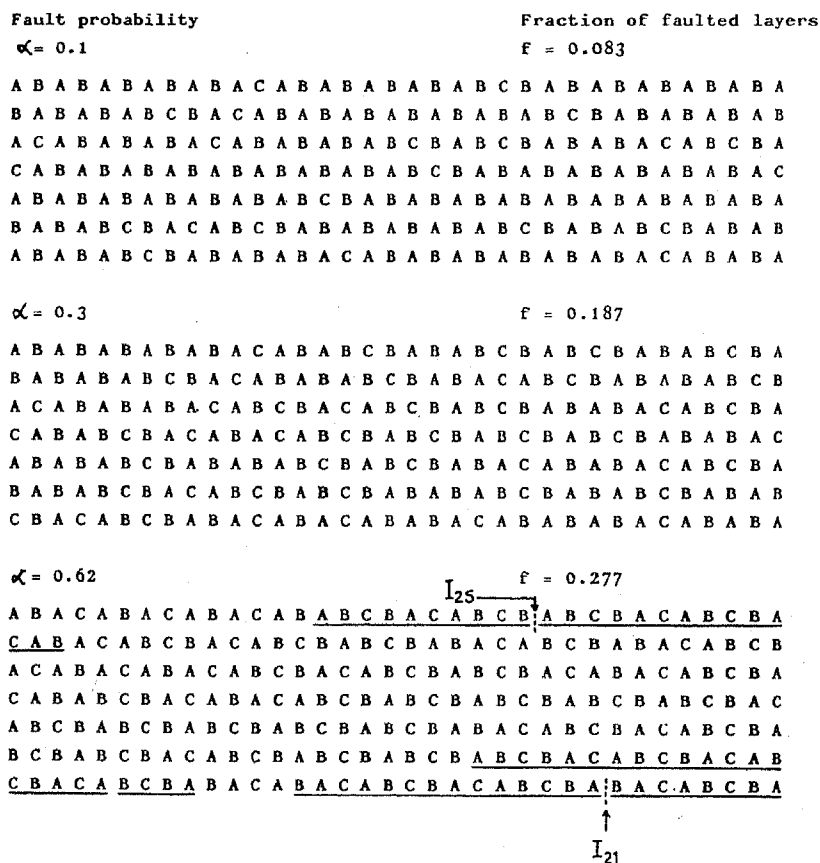 Fault probability Fraction of faulted layers
α = 0.1 f = 0.083
A B A B A B A B A B A C A B A B A B A B A B C B A B A B A B A B A B A
B A B A B A B C B A C A B A B A B A B A B A B A B C B A B A B A B A B
A C A B A B A B A C A B A B A B A B C B A B C B A B A B A C A B C B A
C A B A B A B A B A B A B A B A B A B C B A B A B A B A B A B A B A C
A B A B A B A B A B A B A B C B A B A B A B A B A B A B A B A B A B A
B A B A B C B A C A B C B A B A B A B A B A B C B A B A B C B A B A B
A B A B A B C B A B A B A B A C A B A B A B A B A B A B A C A B A B A
α = 0.3 f = 0.187
A B A B A B A B A B A C A B A B C B A B A B C B A B C B A B A B C B A
B A B A B A B C B A C A B A B A B C B A B A C A B C B A B A B A B C B
A C A B A B A B A C A B C B A C A B C B A B C B A B A B A C A B C B A
C A B A B C B A C A B A C A B C B A B C B A B C B A B C B A B A B A C
A B A B A B C B A B A B A B C B A B C B A B A C A B A B A C A B C B A
B A B A B C B A C A B C B A B C B A B A B A B C B A B A B C B A B A B
C B A C A B C B A B A C A B A C A B A B A C A B A B A B A C A B A B A
α = 0.62 f = 0.277
I25
A B A C A B A C A B A C A B A B C B A C A B C B A B C B A C A B C B A
C A B A C A B C B A C A B C B A B C B A B A C A B C B A B A C A B C B
A C A B A C A B A C A B C B A C A B C B A B C B A C A B A C A B C B A
C A B A B C B A C A B A C A B C B A B C B A B C B A B C B A B C B A C
A B C B A B C B A B C B A B C B A B C B A B A C A B C B A C A B C B A
B C B A B C B A C A B C B A B C B A B C B A B C B A C A B C B A C A B
C B A C A B C B A B A C A B A C A B C B A C A B C B A B A C A B C B A
I21